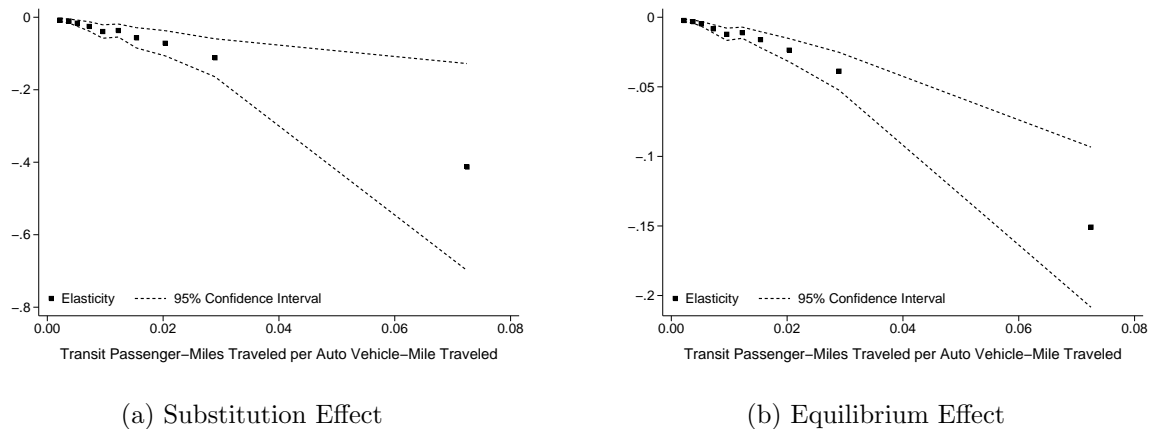 0
−.2
−.4
−.6
−.8
Elasticity 95% Confidence Interval
0.00 0.02 0.04 0.06 0.08
Transit Passenger−Miles Traveled per Auto Vehicle−Mile Traveled
(a) Substitution Effect
0
−.05
−.1
−.15
−.2
Elasticity 95% Confidence Interval
0.00 0.02 0.04 0.06 0.08
Transit Passenger−Miles Traveled per Auto Vehicle−Mile Traveled
(b) Equilibrium Effect